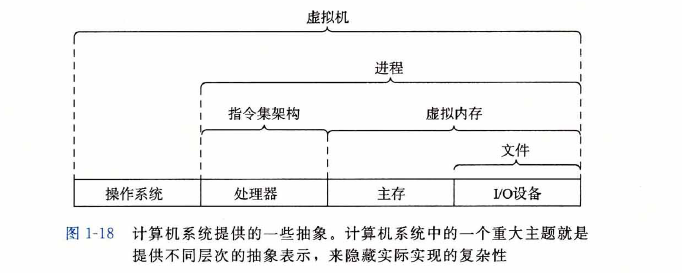 虚拟机
进程
指令集架构 虚拟内存
文件
操作系统 处理器 主存 I/O设备
图 1-18 计算机系统提供的一些抽象。计算机系统中的一个重大主题就是
提供不同层次的抽象表示，来隐藏实际实现的复杂性